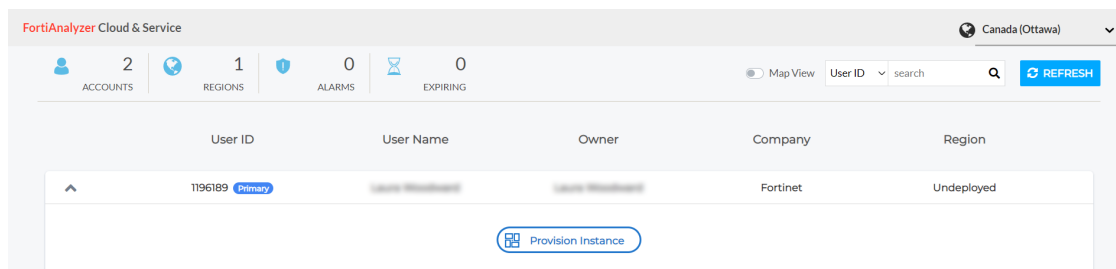 FortiAnalyzer Cloud & Service
Canada (Ottawa)
2
ACCOUNTS
1
REGIONS
0
ALARMS
0
EXPIRING
Map View
User ID
search
REFRESH
User ID User Name Owner Company Region
1196189 Primary Fortinet Undeployed
Provision Instance